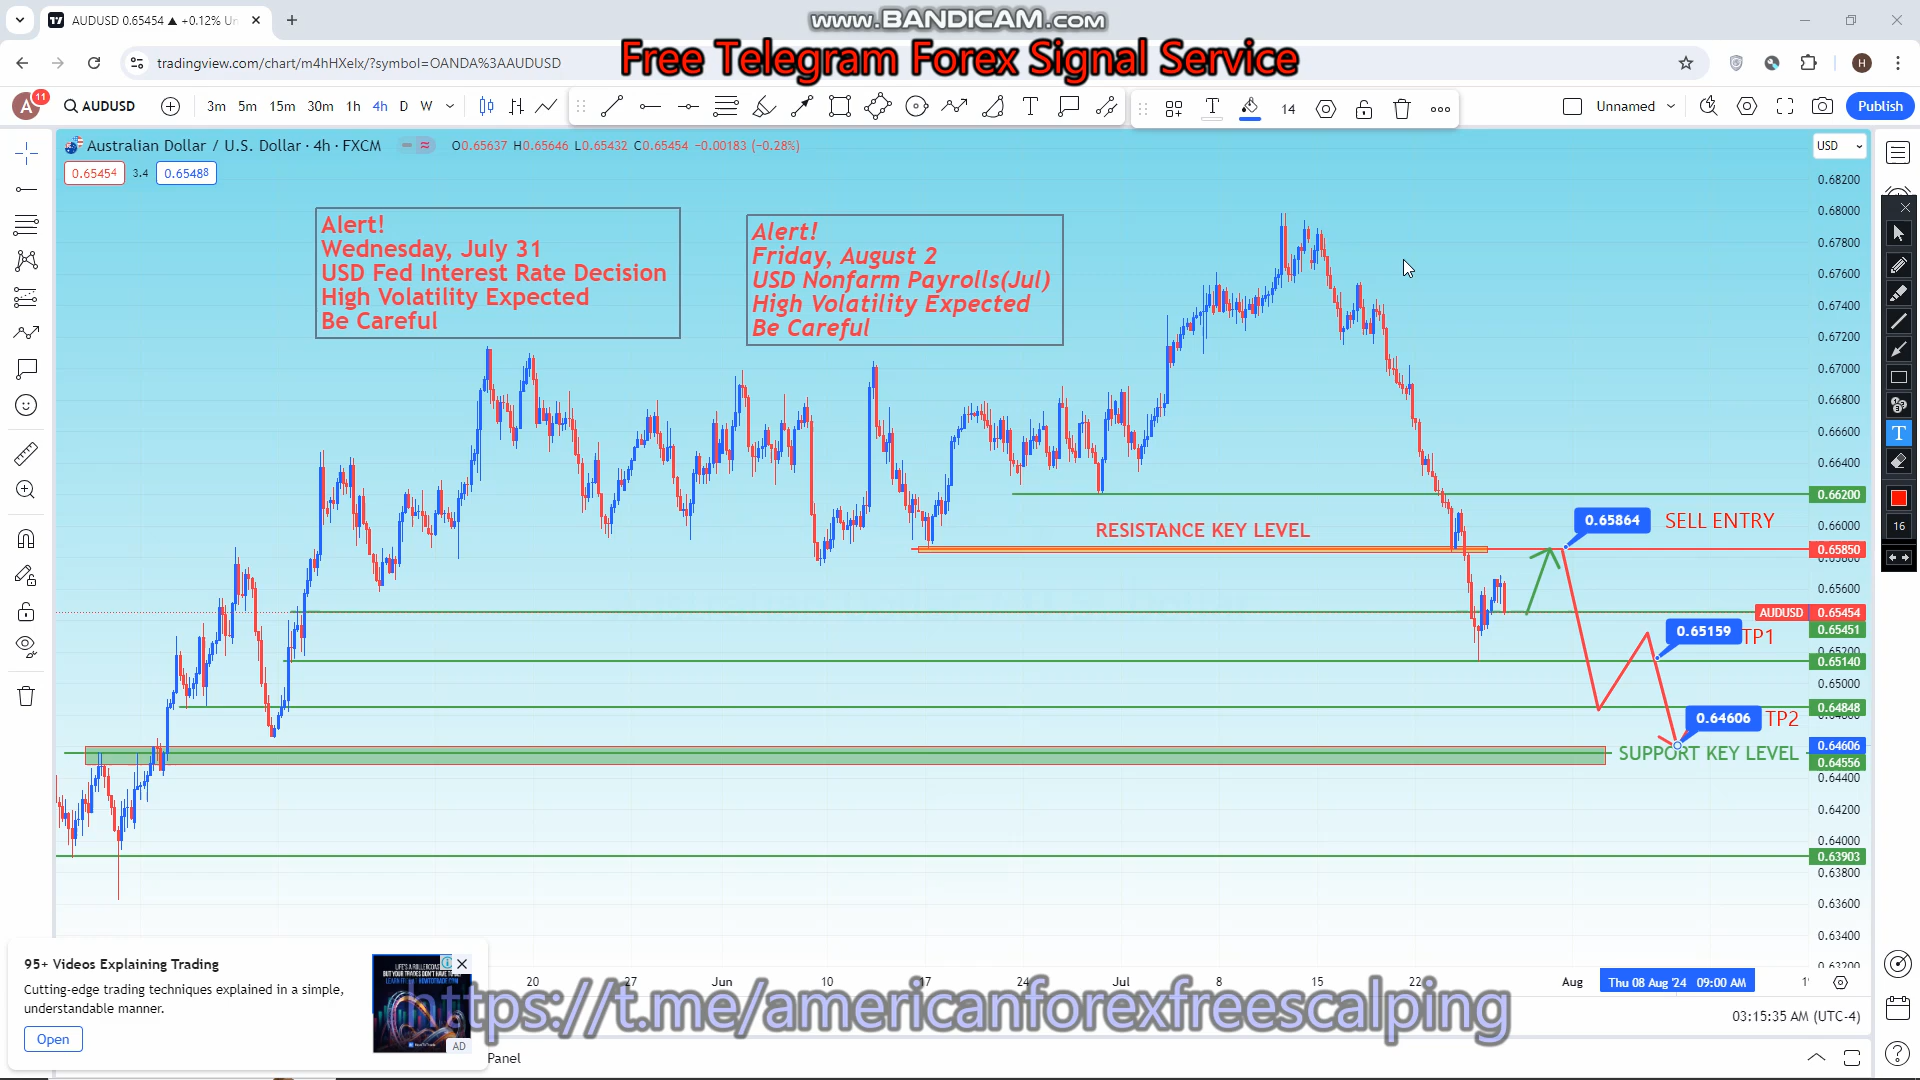 AUDUSD 0.65454 ▲ +0.12% Un
www.BANDICAM.com
tradingview.com/chart/m4hHXelx/?symbol=OANDA%3AAUDUSD
Free Telegram Forex Signal Service
H
A 11
AUDUSD
3m 5m 15m 30m 1h 4h D W
T
T 14
Unnamed
Publish
Australian Dollar / U.S. Dollar · 4h · FXCM
O0.65637 H0.65646 L0.65432 C0.65454 −0.00183 (−0.28%)
USD
0.65454 3.4 0.65488
Alert!
Wednesday, July 31
USD Fed Interest Rate Decision
High Volatility Expected
Be Careful
Alert!
Friday, August 2
USD Nonfarm Payrolls(Jul)
High Volatility Expected
Be Careful
0.68200
0.68000
0.67800
0.67600
0.67400
0.67200
0.67000
0.66800
0.66600
0.66400
0.66200
0.66000
0.65850
0.65600
AUDUSD 0.65454
0.65451
0.65200
0.65140
0.65000
0.64848
0.64606
0.64556
0.64400
0.64200
0.64000
0.63903
0.63800
0.63600
0.63400
0.63200
RESISTANCE KEY LEVEL
0.65864 SELL ENTRY
0.65159 TP1
0.64606 TP2
SUPPORT KEY LEVEL
T
16
20 27 Jun 10 17 24 Jul 8 15 22 Aug Thu 08 Aug '24 09:00 AM
https://t.me/americanforexfreescalping
03:15:35 AM (UTC-4)
95+ Videos Explaining Trading
Cutting-edge trading techniques explained in a simple,
understandable manner.
Open
AD
Panel